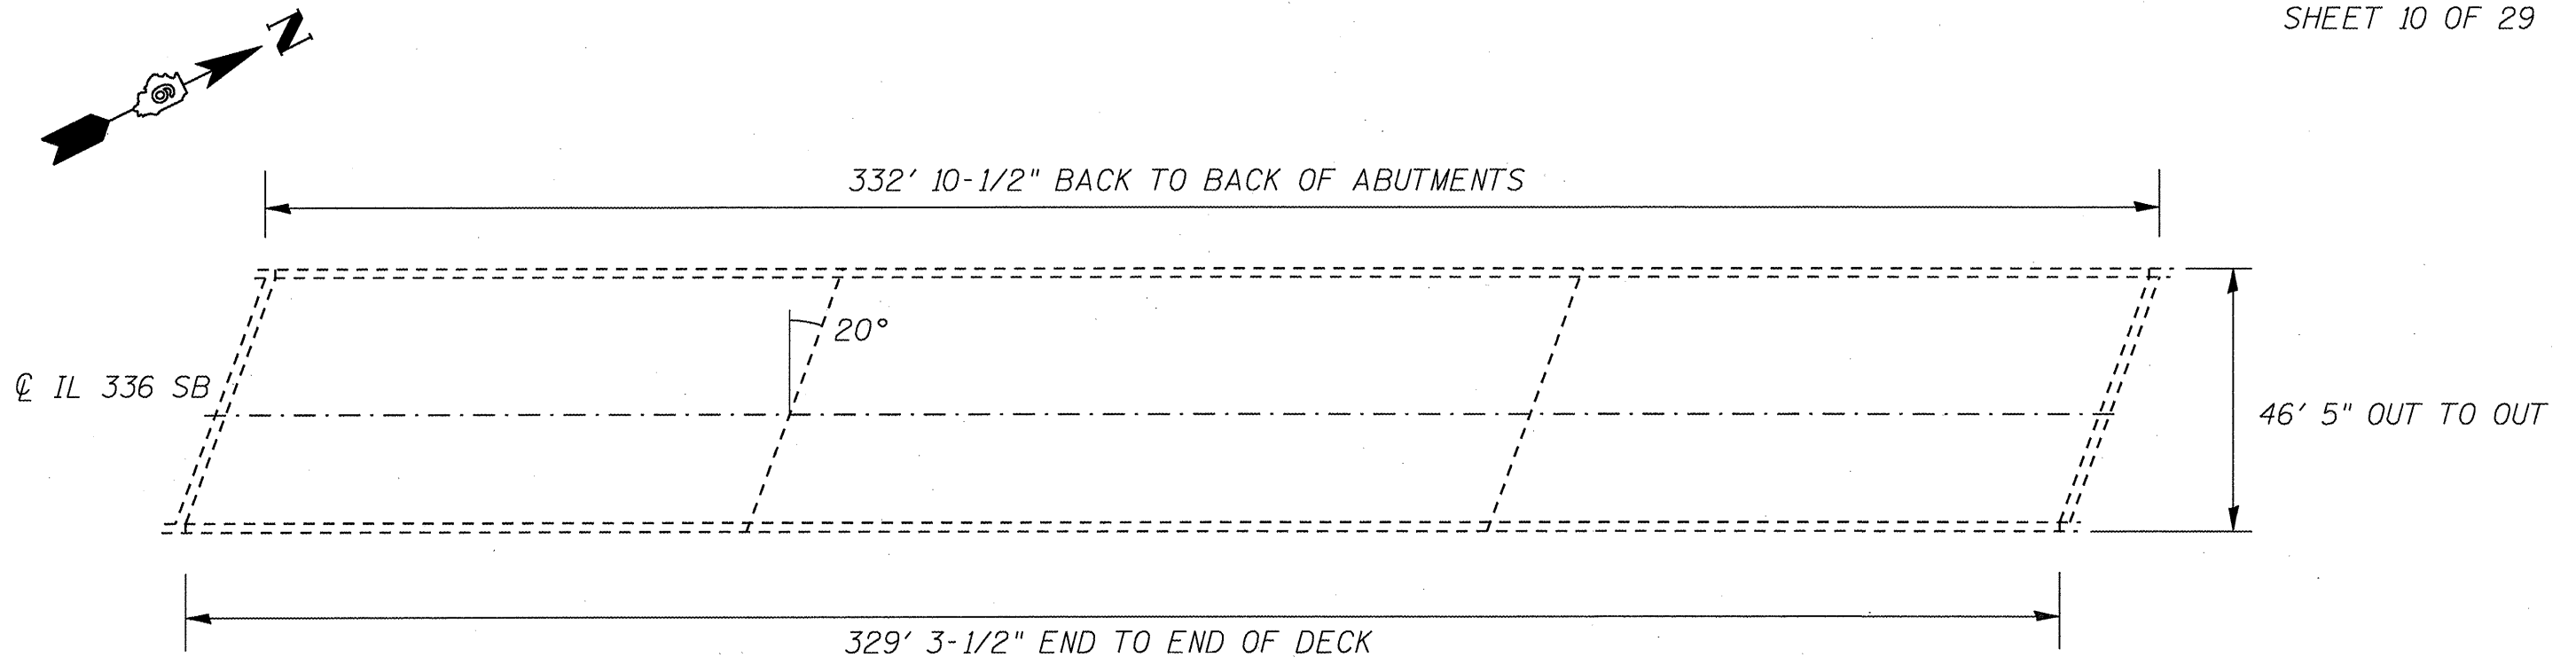 SHEET 10 OF 29
N
6
332' 10-1/2" BACK TO BACK OF ABUTMENTS
20°
℄ IL 336 SB
46' 5" OUT TO OUT
329' 3-1/2" END TO END OF DECK